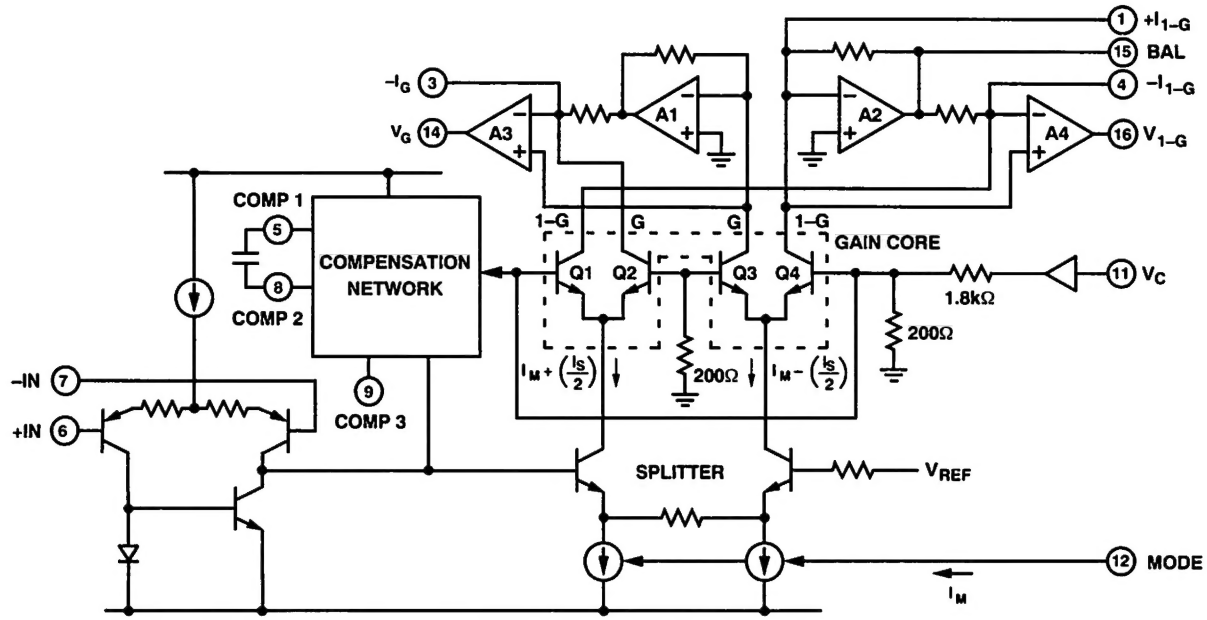 1 +I1–G
15 BAL
–IG 3
4 –I1–G
VG 14
A3 – +
A1 – +
A2 – +
A4 – +
16 V1–G
COMP 1
5
8
COMP 2
COMPENSATION
NETWORK
1–G G G 1–G
GAIN CORE
Q1 Q2 Q3 Q4
11 VC
1.8kΩ
200Ω
200Ω
IM + (IS/2)
IM – (IS/2)
–IN 7
9
COMP 3
+IN 6
SPLITTER
VREF
12 MODE
IM